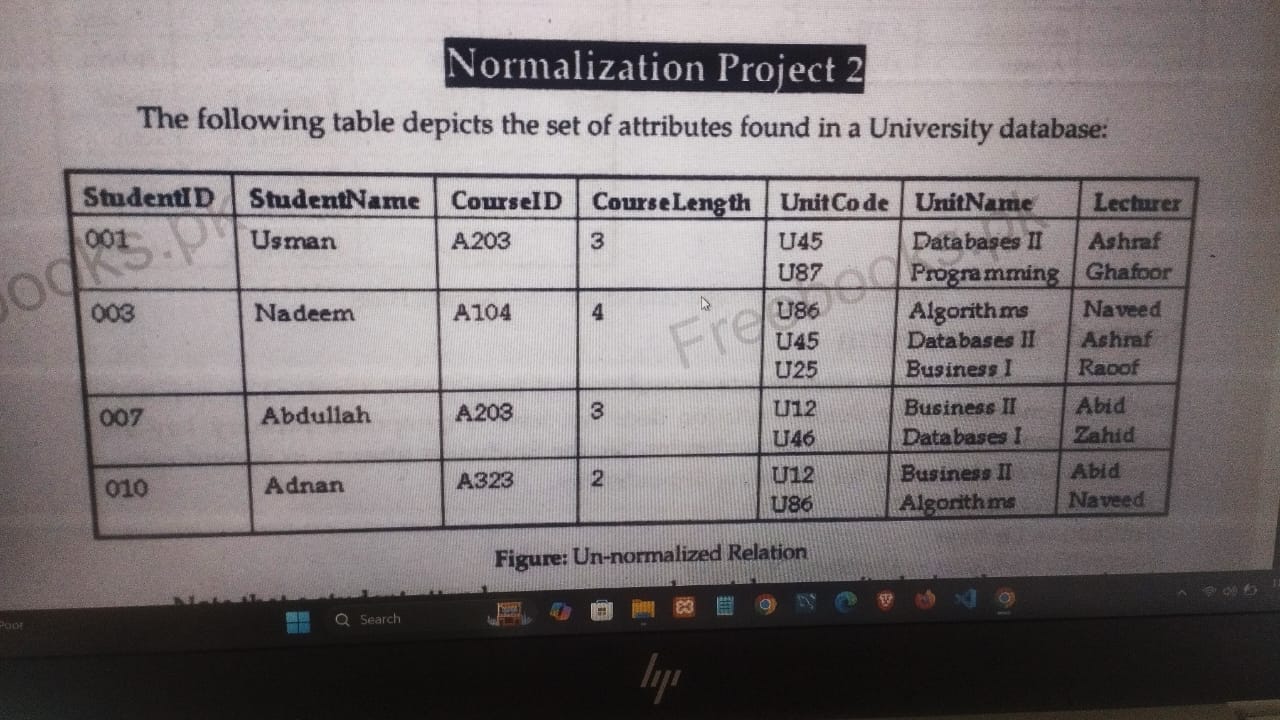 Normalization Project 2
The following table depicts the set of attributes found in a University database:
StudentID StudentName CourseID CourseLength UnitCode UnitName Lecturer
001 Usman A203 3 U45 Databases II Ashraf
U87 Programming Ghafoor
003 Nadeem A104 4 U86 Algorithms Naveed
U45 Databases II Ashraf
U25 Business I Raoof
007 Abdullah A203 3 U12 Business II Abid
U46 Databases I Zahid
010 Adnan A323 2 U12 Business II Abid
U86 Algorithms Naveed
Figure: Un-normalized Relation
Poor
Search
hp